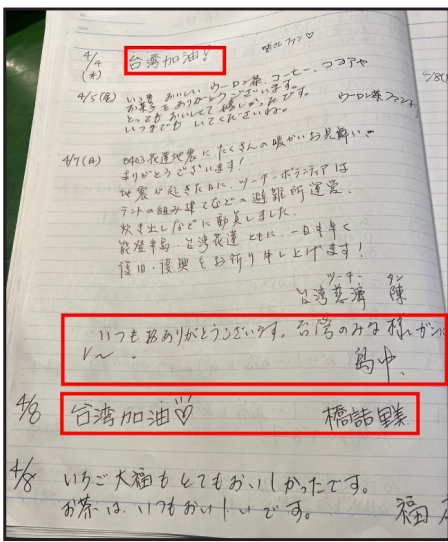 4/4
(木)
台湾加油!
4/5(金) いつも おいしい ウーロン茶、コーヒー、ココアや
お菓子をありがとうございます。
とっても おいしくて 嬉しかったです。
いつまでも いてくださいね。
ウーロン茶ファン
4/7(日) 0403花蓮地震に たくさんの 暖かいお見舞い
ありがとうございます!
地震が起きた日に、ツーチーボランティアは
テントの組み建てなどの避難所運営、
炊き出しなどに動員しました。
能登半島、台湾花蓮ともに、一日も早く
復旧・復興をお祈り申し上げます!
ツーチー タン
台湾慈濟 陳
いつもありがとうございます。台湾のみな様、ガンバ
レ〜.
島中、
4/8 台湾加油♡ 橋詰里美
4/8 いちご大福もとてもおいしかったです。
お茶は、いつもおいしいです。 福